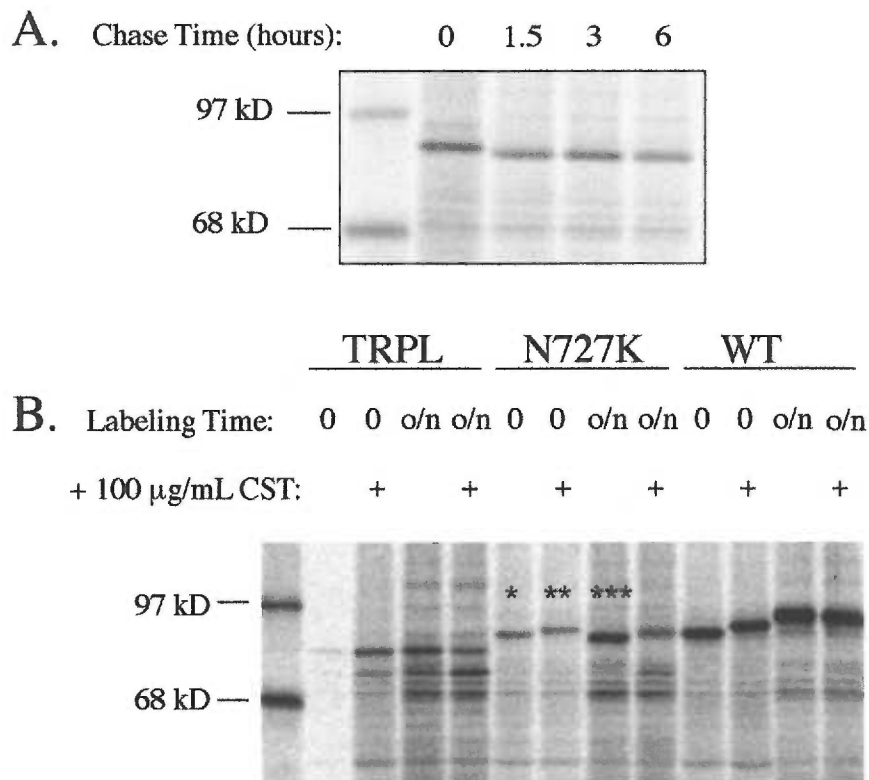 A. Chase Time (hours): 0 1.5 3 6
97 kD
68 kD
TRPL N727K WT
B. Labeling Time: 0 0 o/n o/n 0 0 o/n o/n 0 0 o/n o/n
+ 100 µg/mL CST: + + + + + +
* ** ***
97 kD
68 kD